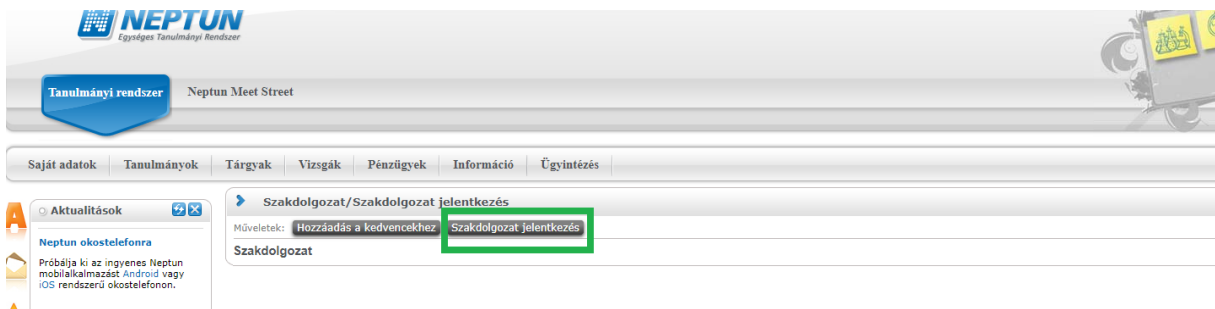 NEPTUN
Egységes Tanulmányi Rendszer
Tanulmányi rendszer Neptun Meet Street
Saját adatok Tanulmányok Tárgyak Vizsgák Pénzügyek Információ Ügyintézés
Aktualitások
Neptun okostelefonra
Próbálja ki az ingyenes Neptun
mobilalkalmazást Android vagy
iOS rendszerű okostelefonon.
Szakdolgozat/Szakdolgozat jelentkezés
Műveletek: Hozzáadás a kedvencekhez Szakdolgozat jelentkezés
Szakdolgozat